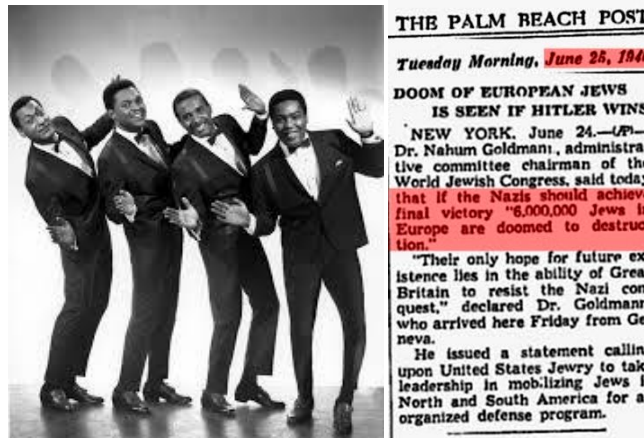 THE PALM BEACH POST
Tuesday Morning, June 25, 194
DOOM OF EUROPEAN JEWS
IS SEEN IF HITLER WINS
NEW YORK, June 24.—(UP)—
Dr. Nahum Goldmann, administra-
tive committee chairman of the
World Jewish Congress, said today
that if the Nazis should achieve
final victory "6,000,000 Jews in
Europe are doomed to destruc-
tion."
"Their only hope for future ex-
istence lies in the ability of Great
Britain to resist the Nazi con-
quest," declared Dr. Goldmann
who arrived here Friday from Ge-
neva.
He issued a statement calling
upon United States Jewry to take
leadership in mobilizing Jews
North and South America for a
organized defense program.